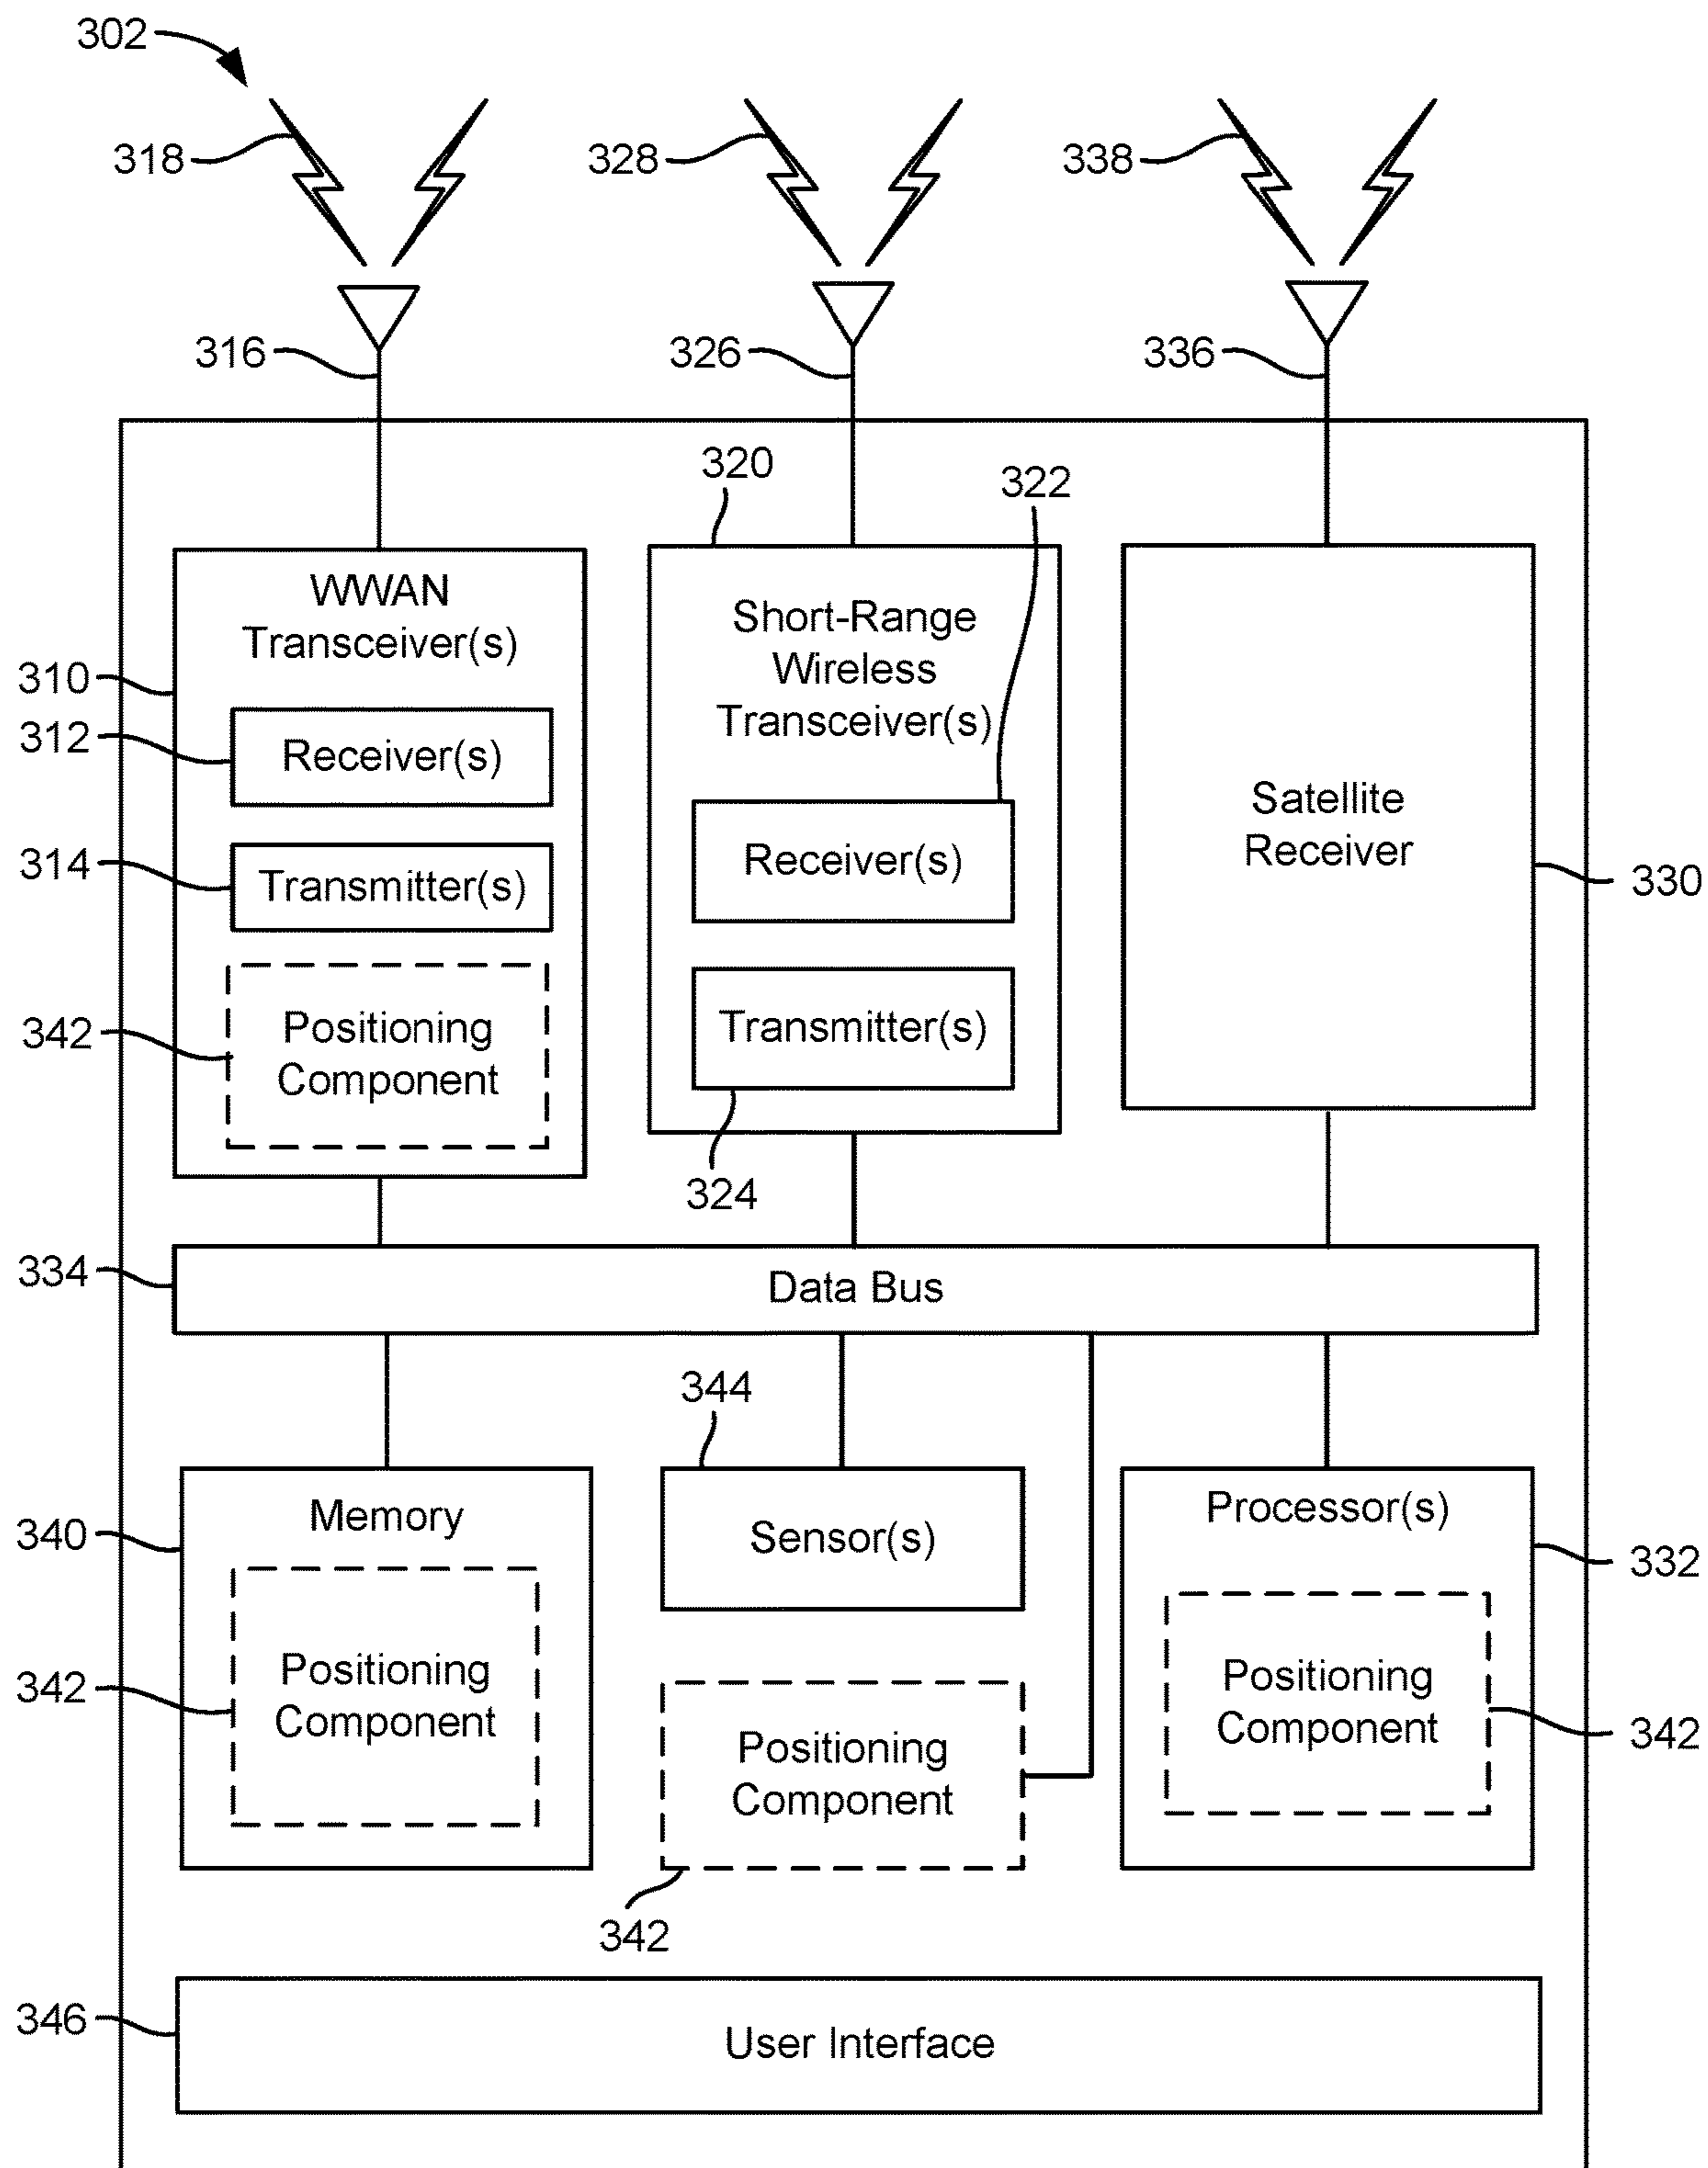 302
318
328
338
316
326
336
320
322
WWAN
Transceiver(s)
310
312
Receiver(s)
314
Transmitter(s)
342
Positioning
Component
Short-Range
Wireless
Transceiver(s)
Receiver(s)
Transmitter(s)
324
Satellite
Receiver
330
334
Data Bus
344
340
Memory
342
Positioning
Component
Sensor(s)
Positioning
Component
342
Processor(s)
332
Positioning
Component
342
346
User Interface